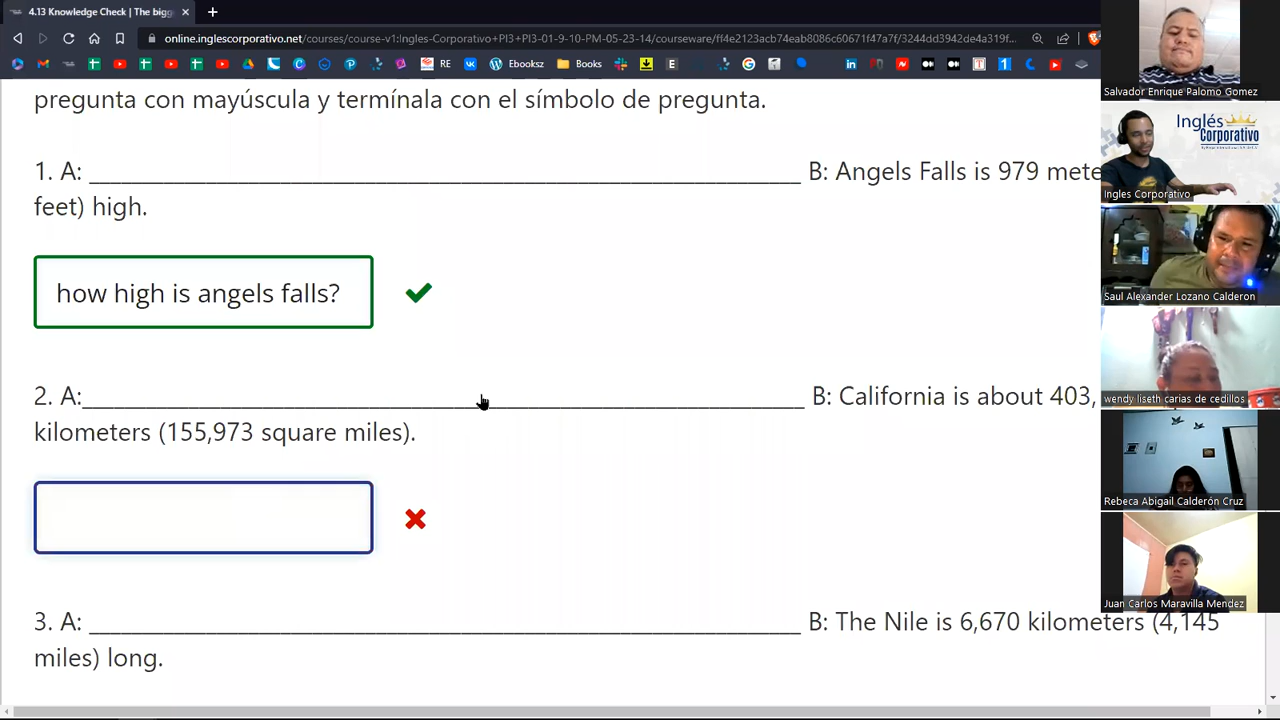 4.13 Knowledge Check | The bigg
online.inglescorporativo.net/courses/course-v1:Ingles-Corporativo+PI3+PI3-01-9-10-PM-05-23-14/courseware/ff4e2123acb74eab8086c60671f47a7f/3244dd3942de4a319f...
RE
Ebooksz
Books
pregunta con mayúscula y termínala con el símbolo de pregunta.
1. A: ______ B: Angels Falls is 979 mete
feet) high.
how high is angels falls?
2. A:______ B: California is about 403,
kilometers (155,973 square miles).
3. A: ______ B: The Nile is 6,670 kilometers (4,145
miles) long.
Salvador Enrique Palomo Gomez
Inglés
Corporativo
Ingles Corporativo
Saul Alexander Lozano Calderon
wendy liseth carias de cedillos
Rebeca Abigail Calderón Cruz
Juan Carlos Maravilla Mendez